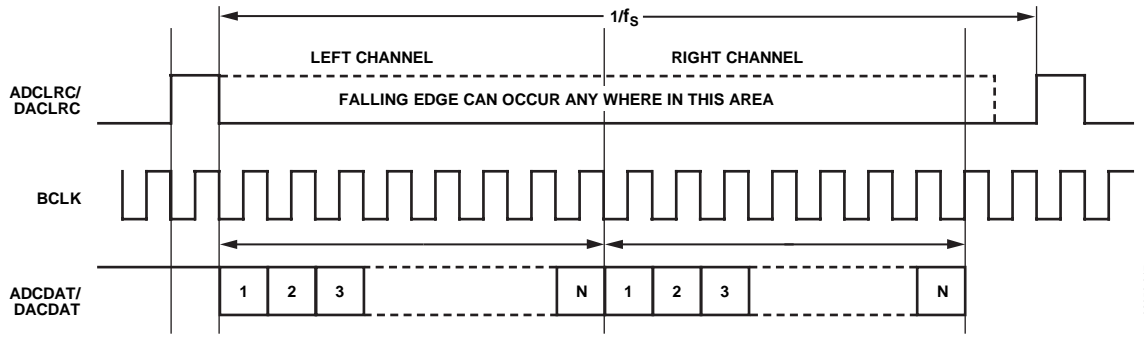 1/fS
LEFT CHANNEL
RIGHT CHANNEL
ADCLRC/
DACLRC
FALLING EDGE CAN OCCUR ANY WHERE IN THIS AREA
BCLK
ADCDAT/
DACDAT
1 2 3 N 1 2 3 N